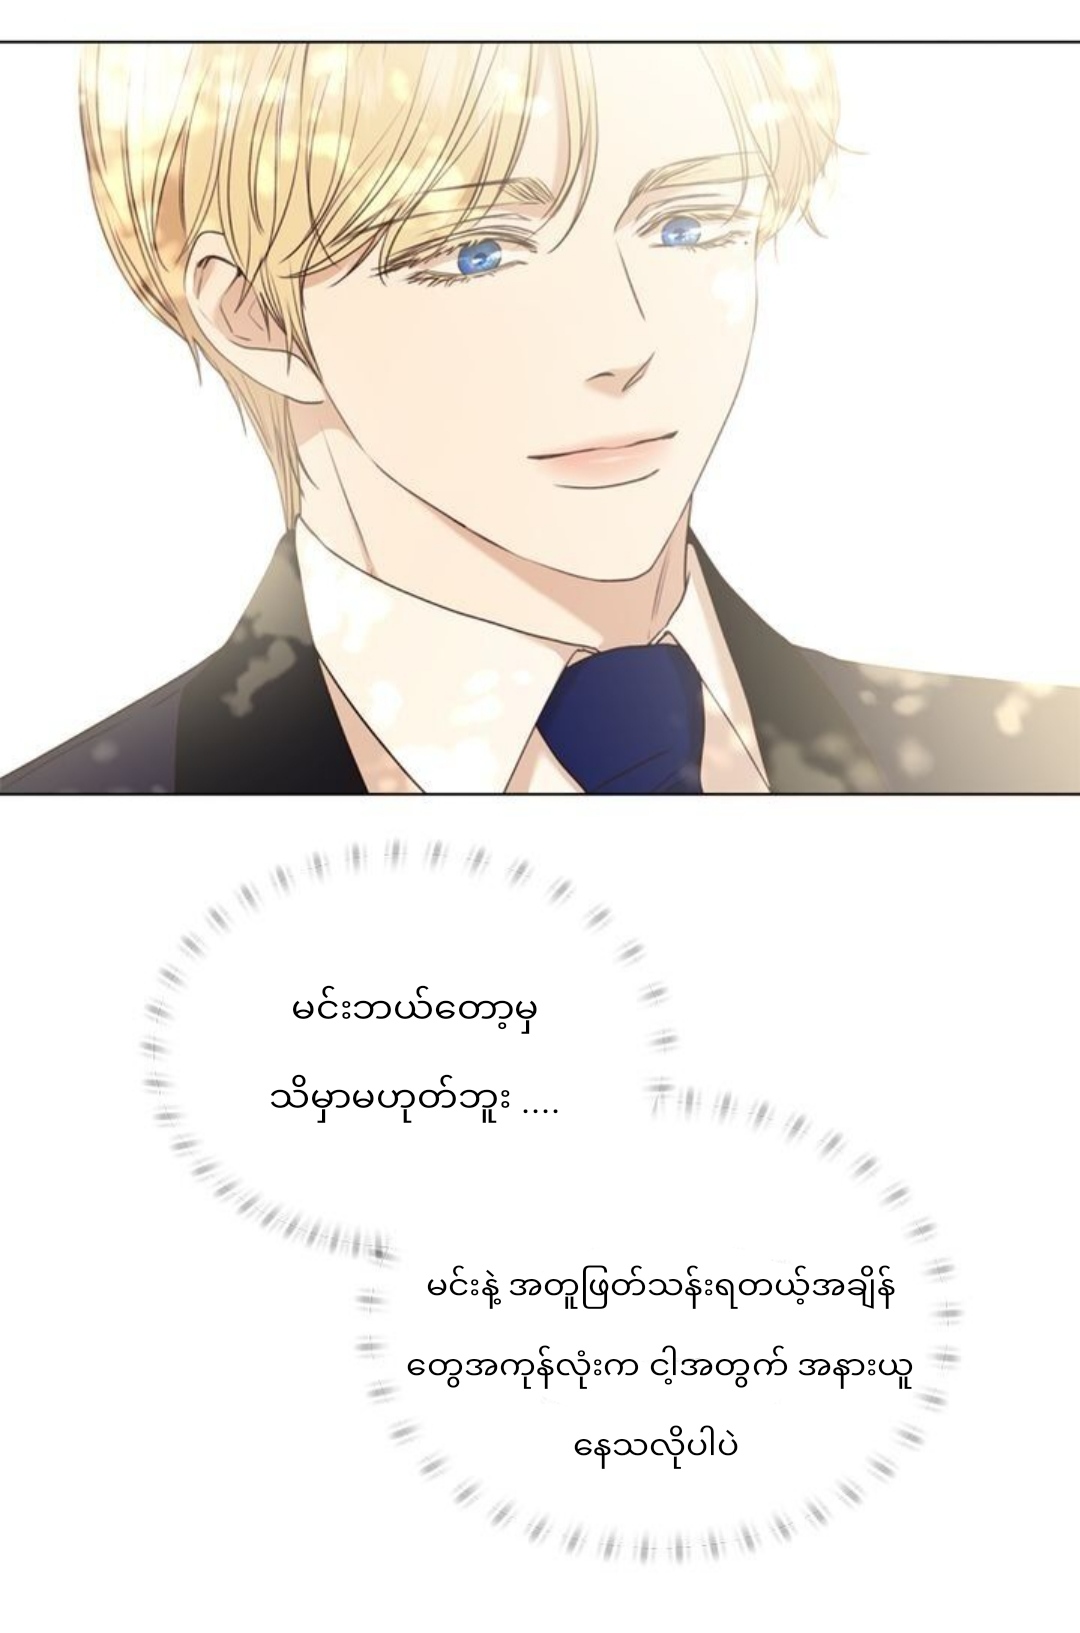 မင်းဘယ်တော့မှ
သိမှာမဟုတ်ဘူး ....
မင်းနဲ့ အတူဖြတ်သန်းရတယ့်အချိန်
တွေအကုန်လုံးက ငါ့အတွက် အနားယူ
နေသလိုပါပဲ